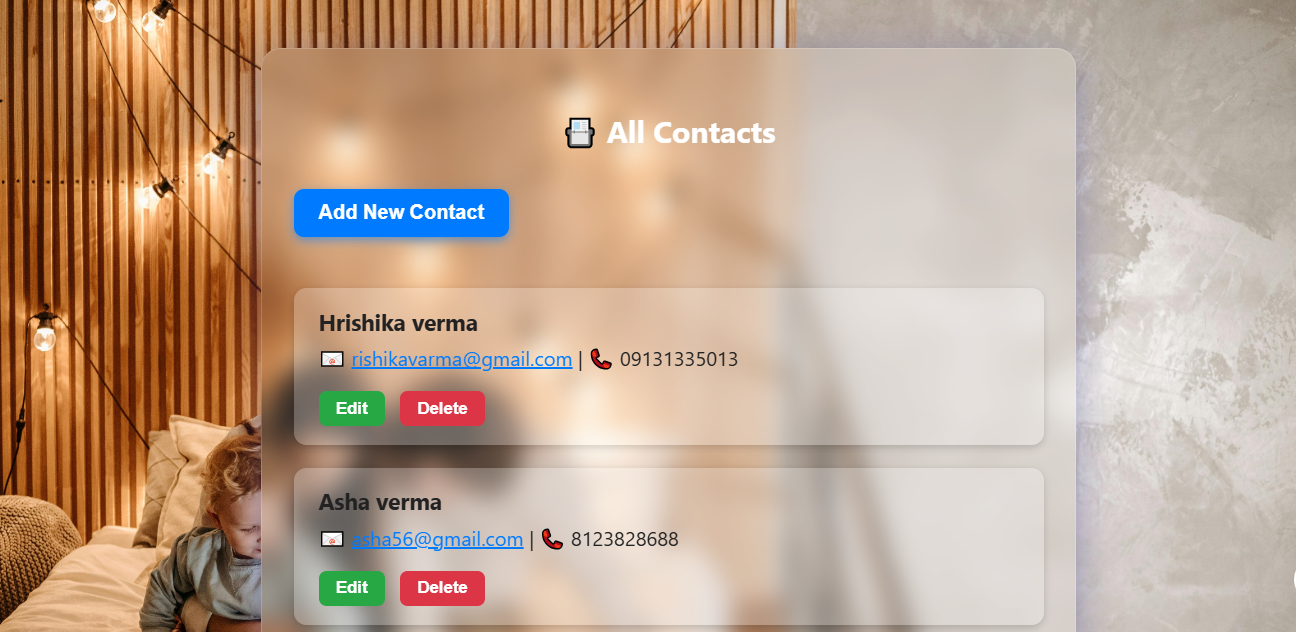 All Contacts
Add New Contact
Hrishika verma
rishikavarma@gmail.com | 09131335013
Edit Delete
Asha verma
asha56@gmail.com | 8123828688
Edit Delete